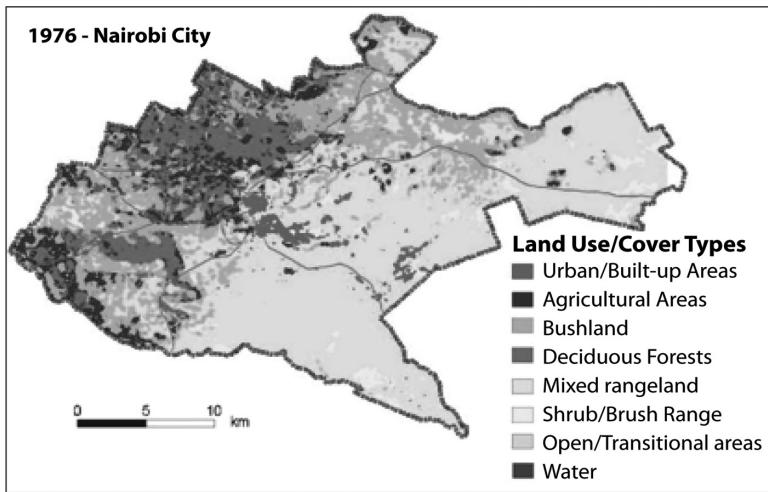 1976 - Nairobi City
Land Use/Cover Types
Urban/Built-up Areas
Agricultural Areas
Bushland
Deciduous Forests
Mixed rangeland
Shrub/Brush Range
Open/Transitional areas
Water
0 5 10
km